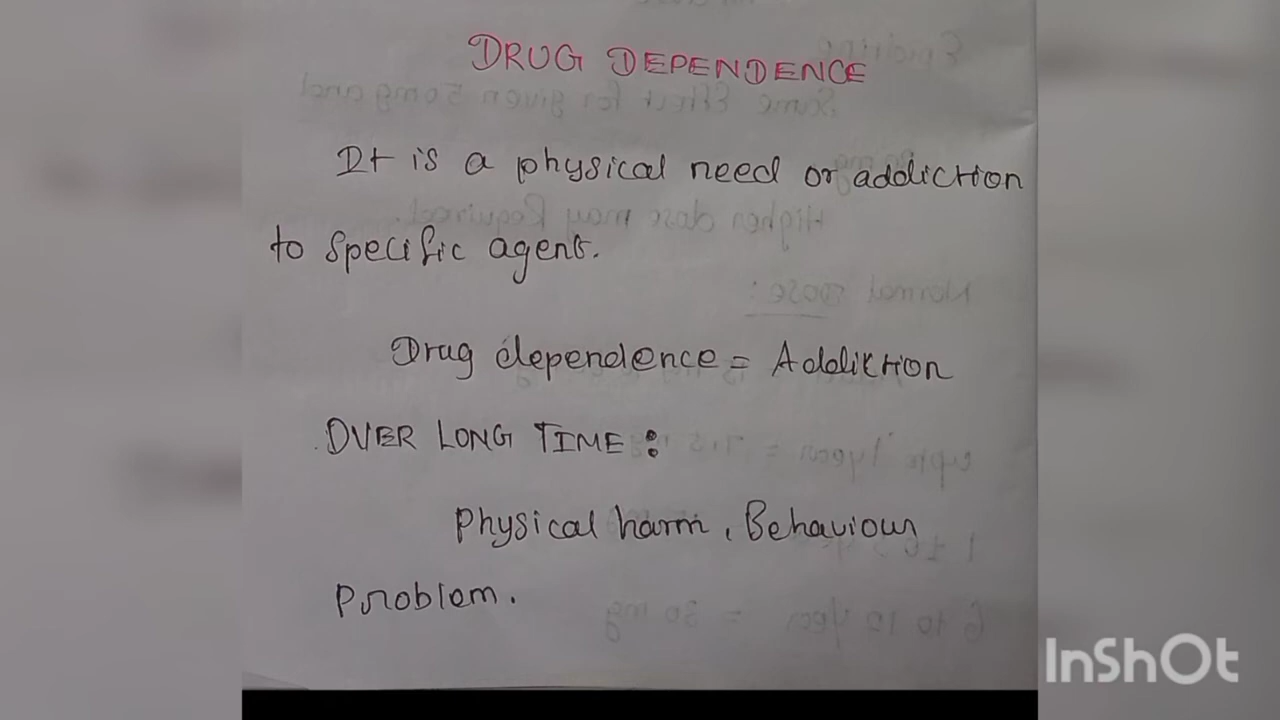 DRUG DEPENDENCE
It is a physical need or addiction
to specific agent.
Drug dependence = Addiction
OVER LONG TIME :
Physical harm, Behaviour
Problem.
InShOt